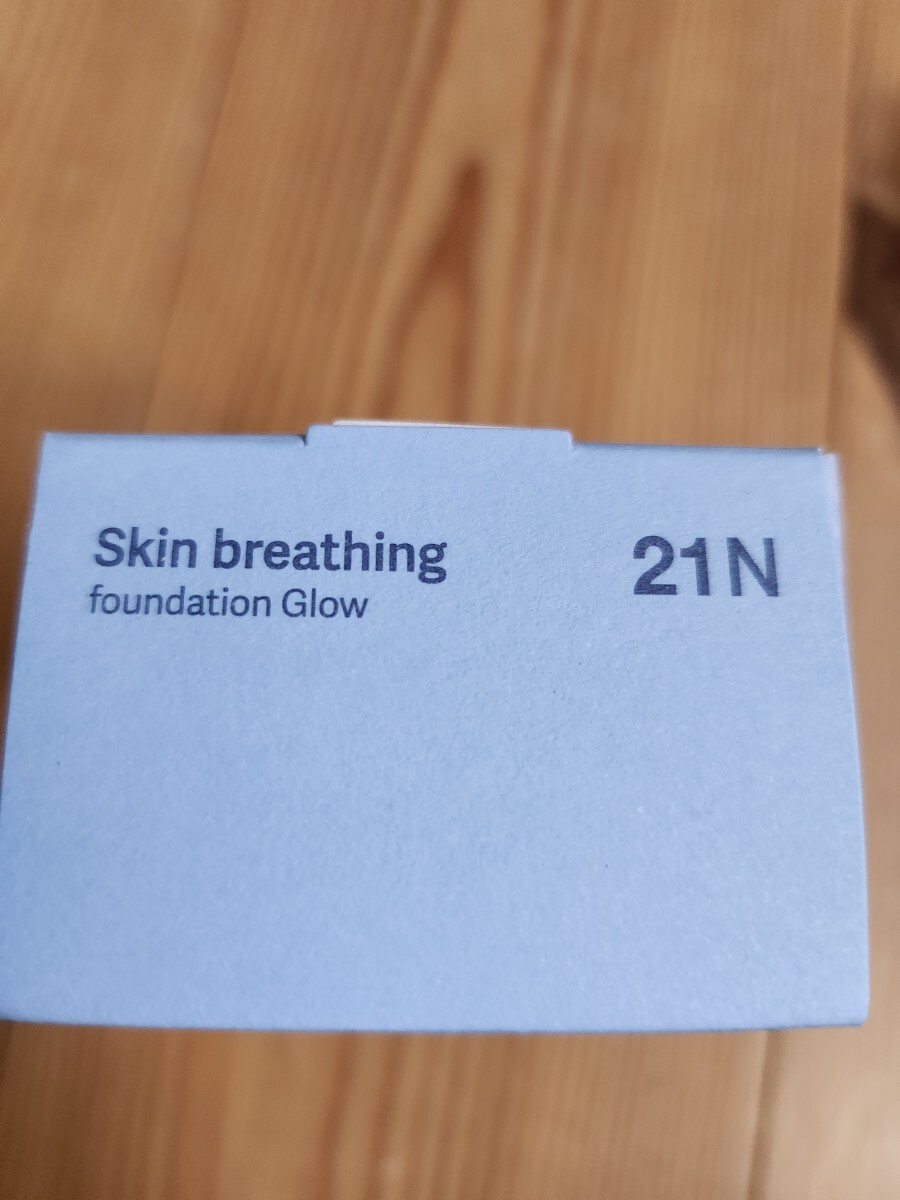 Skin breathing
foundation Glow
21N